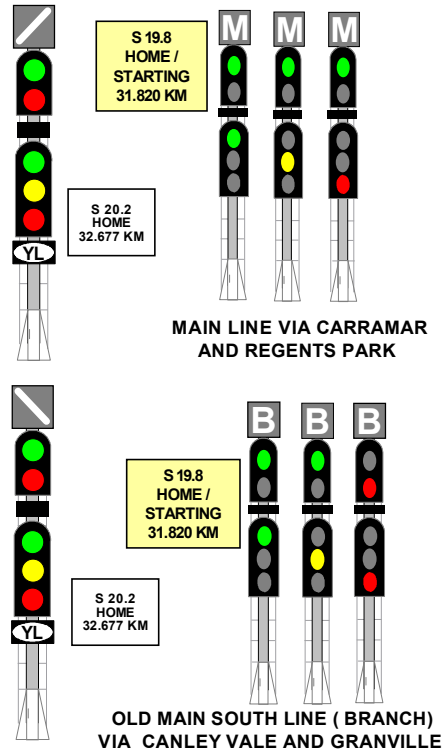 S 19.8
HOME /
STARTING
31.820 KM
M M M
S 20.2
HOME
32.677 KM
YL
MAIN LINE VIA CARRAMAR
AND REGENTS PARK
B B B
S 19.8
HOME /
STARTING
31.820 KM
S 20.2
HOME
32.677 KM
YL
OLD MAIN SOUTH LINE ( BRANCH)
VIA CANLEY VALE AND GRANVILLE